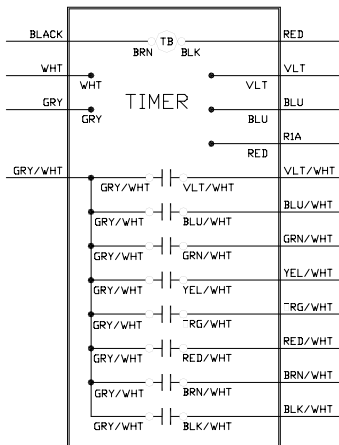 BLACK TB RED
BRN BLK
WHT VLT
WHT VLT
GRY TIMER BLU
GRY BLU
R1A
RED
GRY/WHT VLT/WHT
GRY/WHT VLT/WHT
BLU/WHT
GRY/WHT BLU/WHT
GRN/WHT
GRY/WHT GRN/WHT
YEL/WHT
GRY/WHT YEL/WHT
RG/WHT
GRY/WHT RG/WHT
RED/WHT
GRY/WHT RED/WHT
BRN/WHT
GRY/WHT BRN/WHT
BLK/WHT
GRY/WHT BLK/WHT